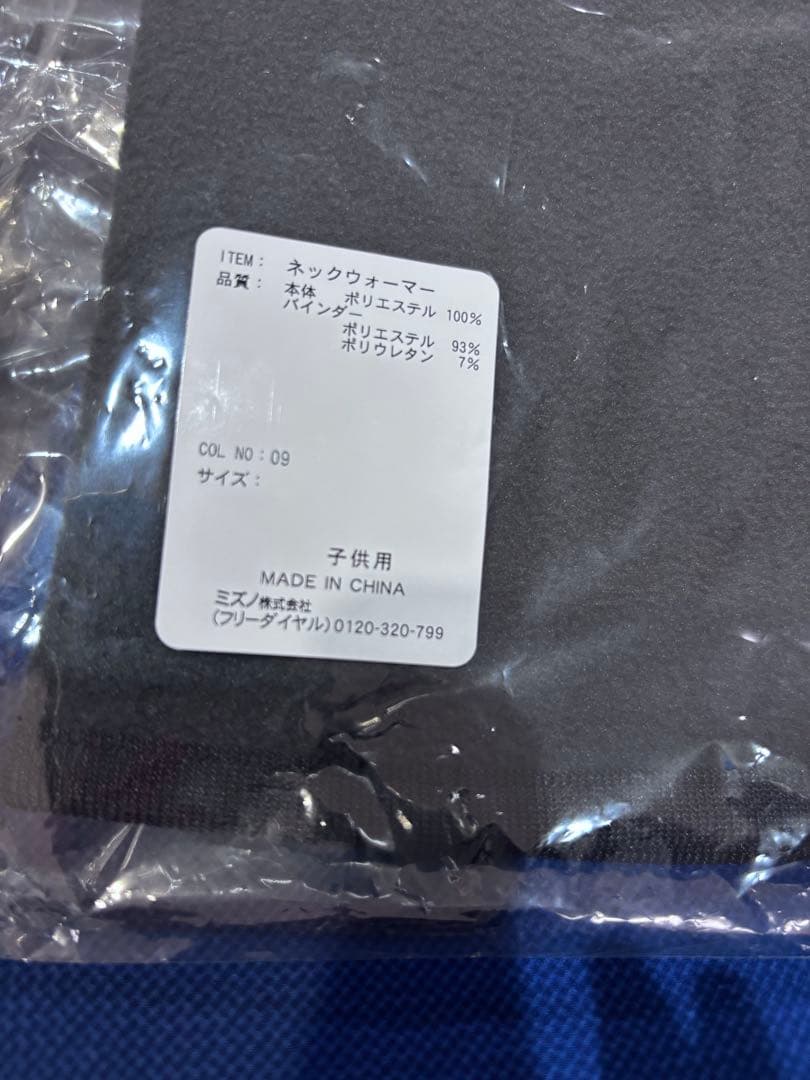 ITEM: ネックウォーマー
品質: 本体 ポリエステル 100%
バインダー
ポリエステル 93%
ポリウレタン 7%
COL NO:09
サイズ:
子供用
MADE IN CHINA
ミズノ株式会社
(フリーダイヤル)0120-320-799